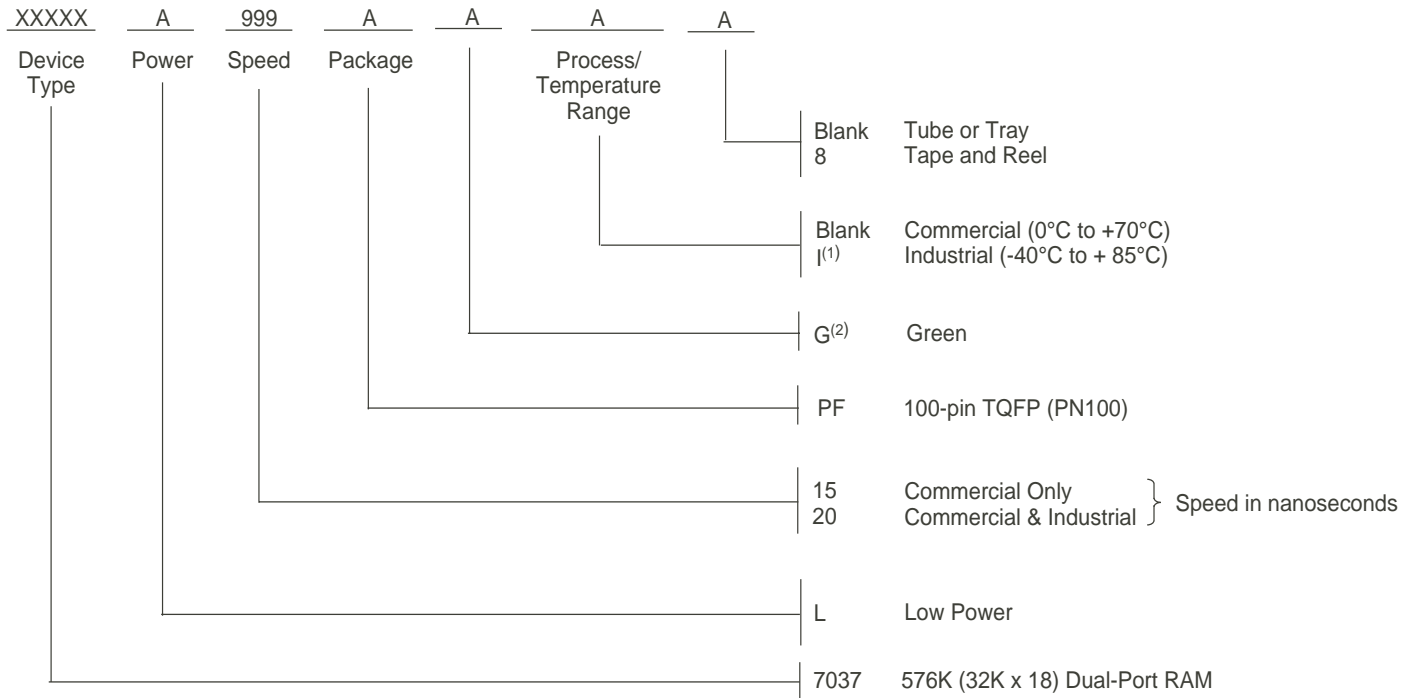 XXXXX A 999 A A A A
Device Type Power Speed Package Process/ Temperature Range
Blank Tube or Tray
8 Tape and Reel
Blank Commercial (0°C to +70°C)
I(1) Industrial (-40°C to + 85°C)
G(2) Green
PF 100-pin TQFP (PN100)
15 Commercial Only
20 Commercial & Industrial
Speed in nanoseconds
L Low Power
7037 576K (32K x 18) Dual-Port RAM